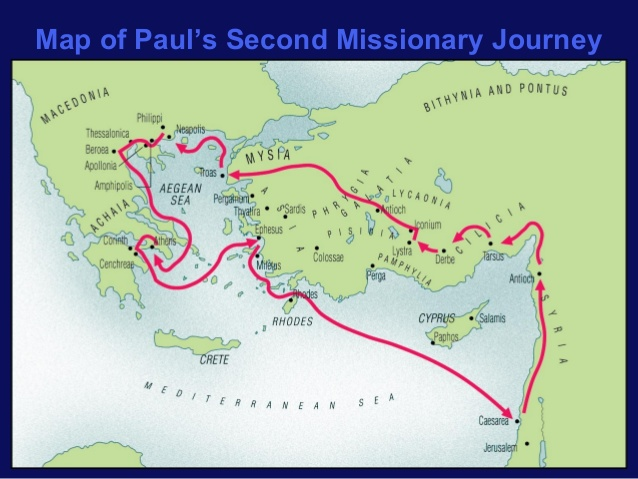 Map of Paul's Second Missionary Journey
MACEDONIA
BITHYNIA AND PONTUS
Philippi
Neapolis
Thessalonica
Beroea
Apollonia
Amphipolis
MYSIA
Troas
AEGEAN
SEA
ASIA
PHRYGIA
GALATIA
LYCAONIA
Pergamum
Thyatira
Sardis
Antioch
PISIDIA
Iconium
CILICIA
ACHAIA
Corinth
Athens
Cenchreae
Ephesus
Miletus
Colossae
Lystra
Derbe
Tarsus
Perga
PAMPHYLIA
Antioch
SYRIA
Rhodes
RHODES
CYPRUS
Salamis
Paphos
CRETE
MEDITERRANEAN SEA
Caesarea
Jerusalem